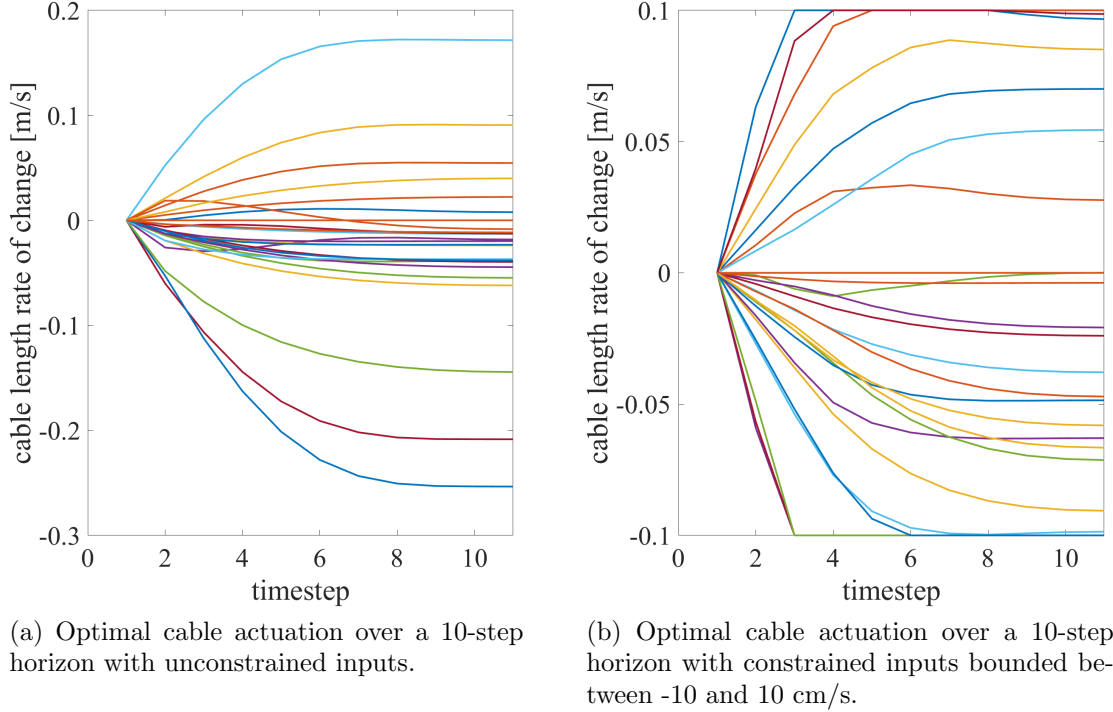 0.2
0.1
0
-0.1
-0.2
-0.3
cable length rate of change [m/s]
0 2 4 6 8 10
timestep
(a) Optimal cable actuation over a 10-step
horizon with unconstrained inputs.
0.1
0.05
0
-0.05
-0.1
cable length rate of change [m/s]
0 2 4 6 8 10
timestep
(b) Optimal cable actuation over a 10-step
horizon with constrained inputs bounded be-
tween -10 and 10 cm/s.